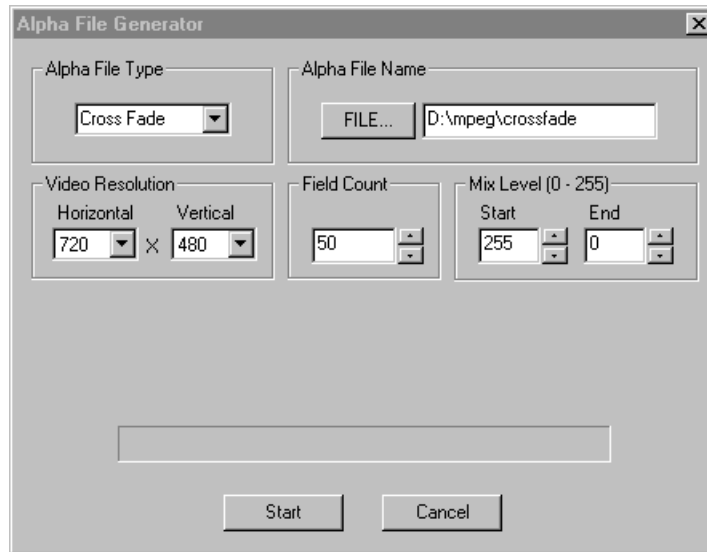 Alpha File Generator
Alpha File Type
Cross Fade
Alpha File Name
FILE...
D:\mpeg\crossfade
Video Resolution
Horizontal
Vertical
720
X
480
Field Count
50
Mix Level (0 - 255)
Start
End
255
0
Start
Cancel